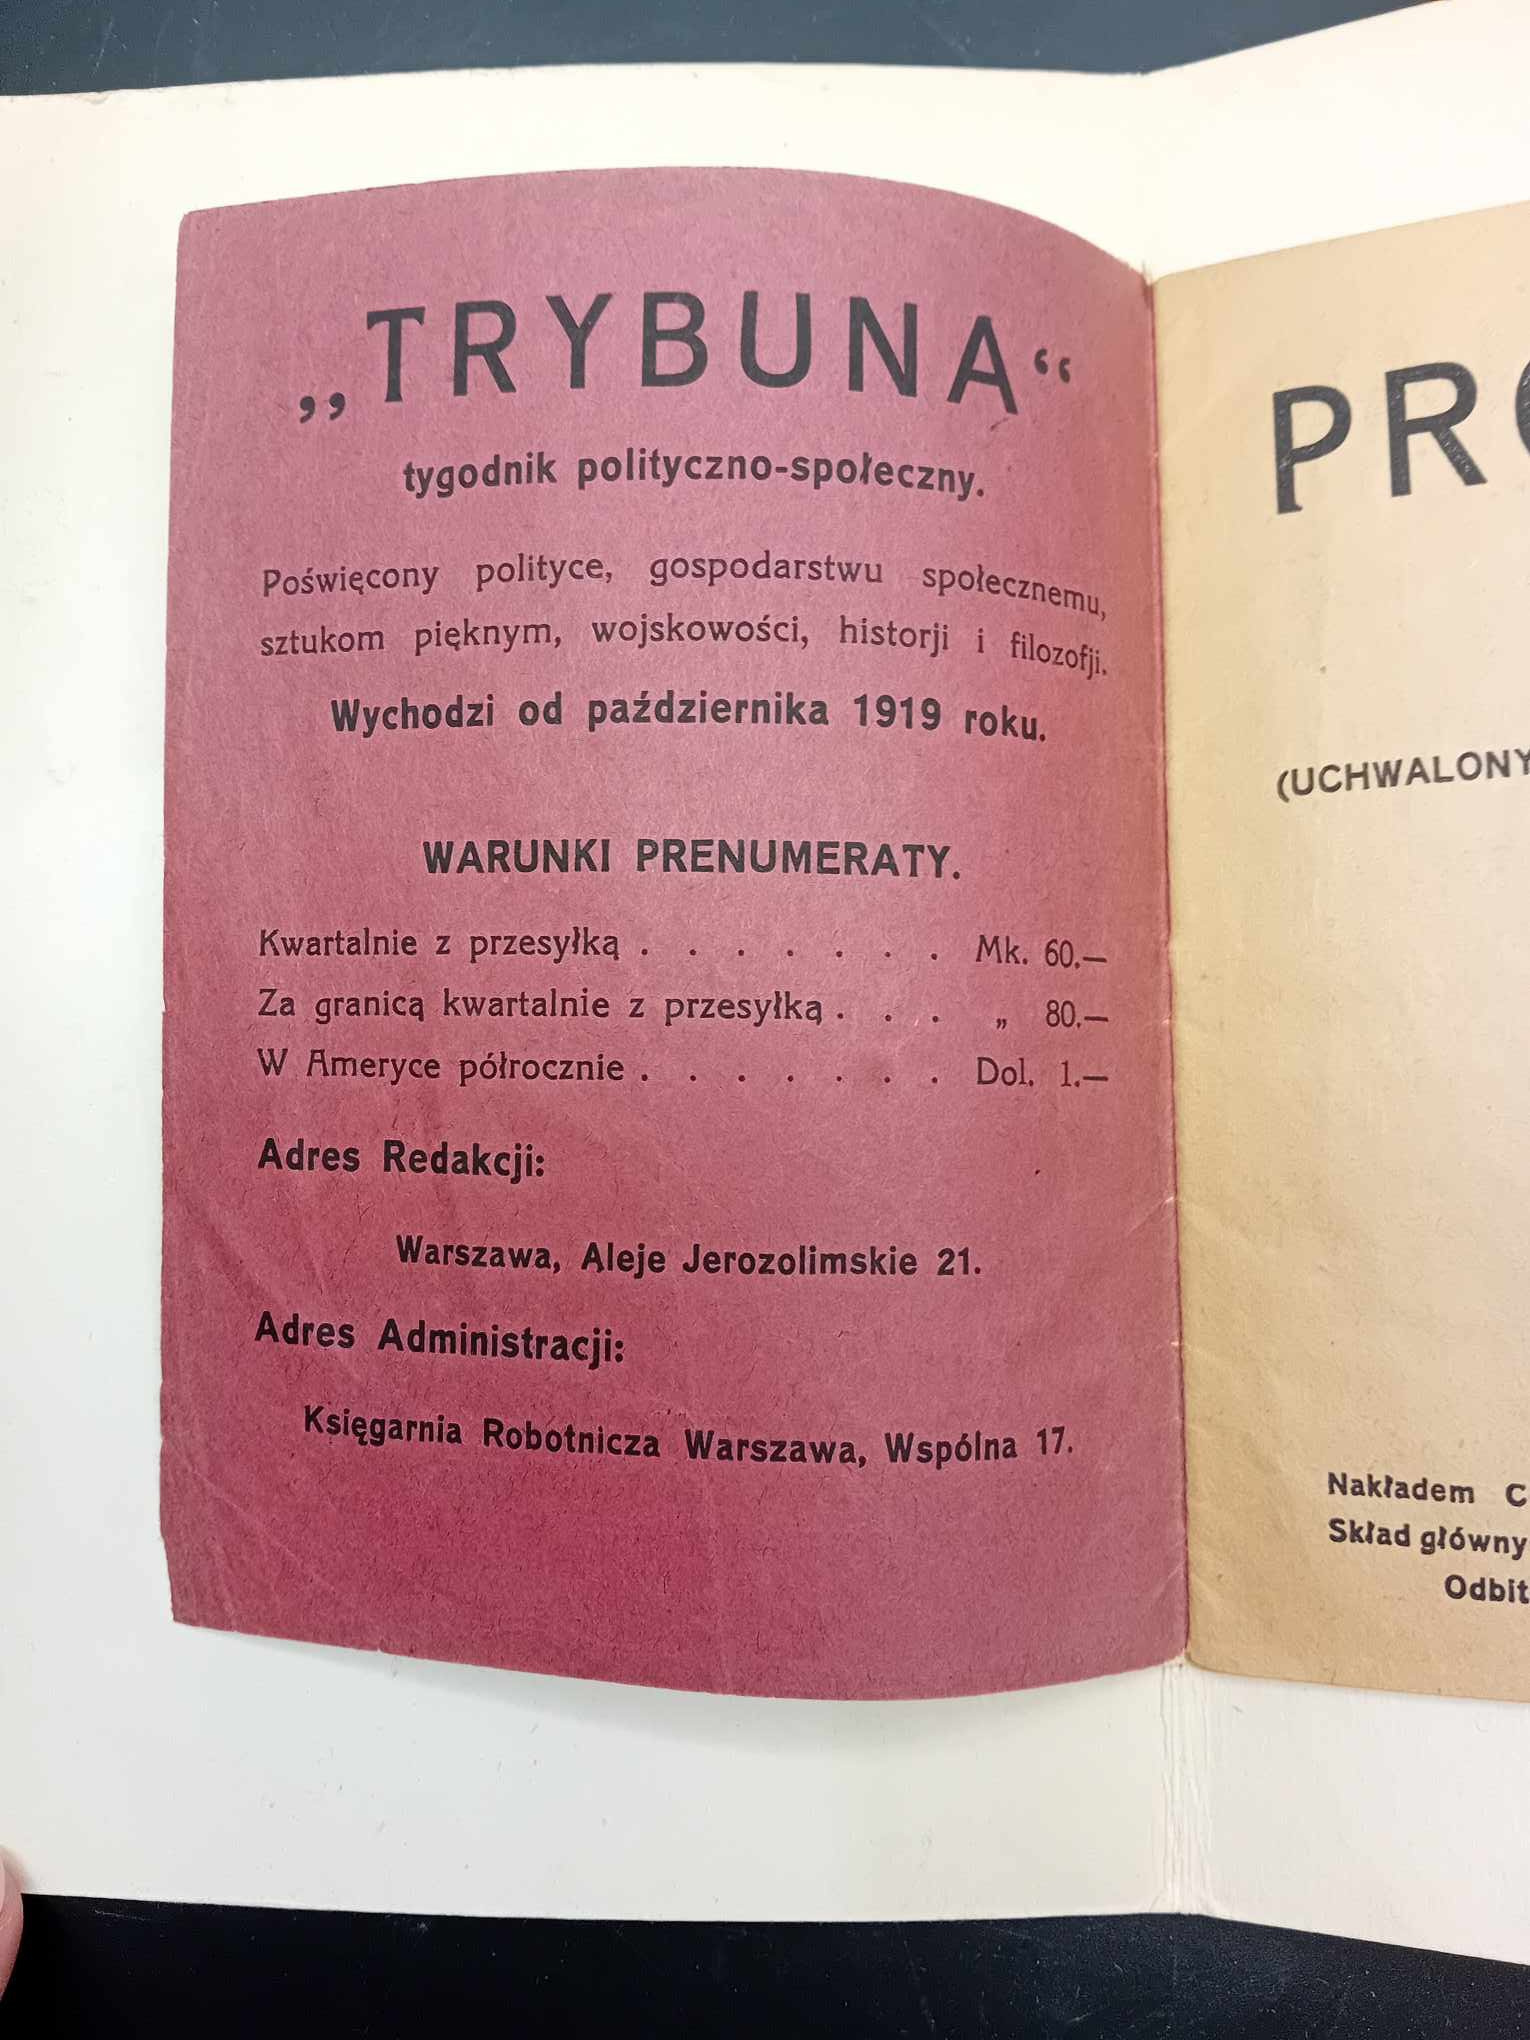 „TRYBUNA“
tygodnik polityczno-społeczny.
Poświęcony polityce, gospodarstwu społecznemu,
sztukom pięknym, wojskowości, historji i filozofji.
Wychodzi od października 1919 roku.
WARUNKI PRENUMERATY.
Kwartalnie z przesyłką . . . . . . . Mk. 60.—
Za granicą kwartalnie z przesyłką . . . „ 80.—
W Ameryce półrocznie . . . . . . . Dol. 1.—
Adres Redakcji:
Warszawa, Aleje Jerozolimskie 21.
Adres Administracji:
Księgarnia Robotnicza Warszawa, Wspólna 17.
PR
(UCHWALONY
Nakładem C
Skład główny
Odbit